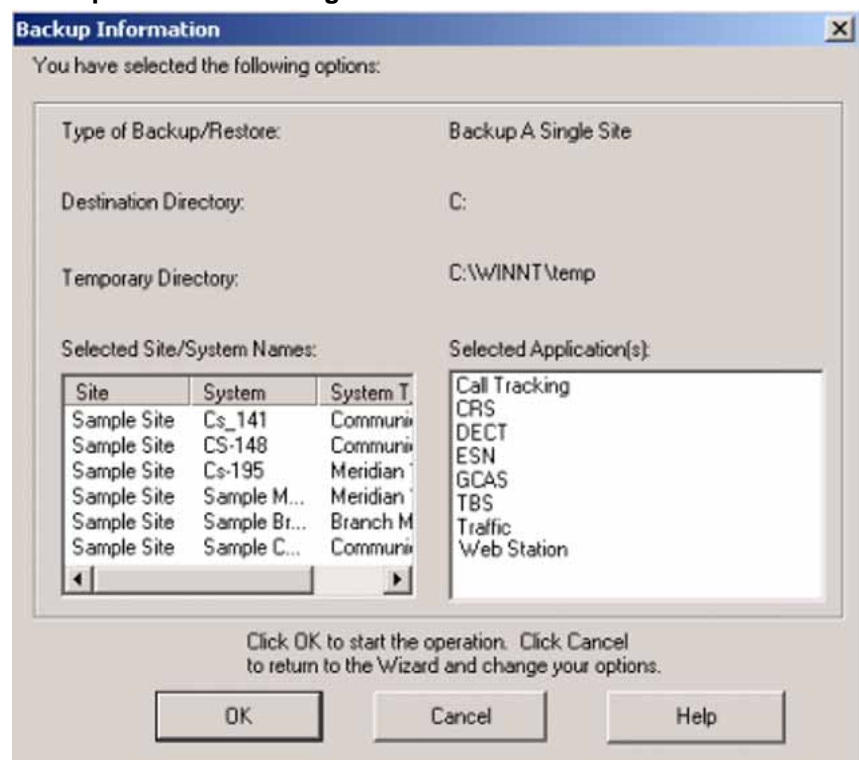 Backup Information
You have selected the following options:
Type of Backup/Restore: Backup A Single Site
Destination Directory: C:
Temporary Directory: C:\WINNT\temp
Selected Site/System Names:
Site System System T
Sample Site Cs_141 Communi
Sample Site CS-148 Communi
Sample Site Cs-195 Meridian
Sample Site Sample M... Meridian
Sample Site Sample Br... Branch M
Sample Site Sample C... Communi
Selected Application(s):
Call Tracking
CRS
DECT
ESN
GCAS
TBS
Traffic
Web Station
Click OK to start the operation. Click Cancel
to return to the Wizard and change your options.
OK Cancel Help